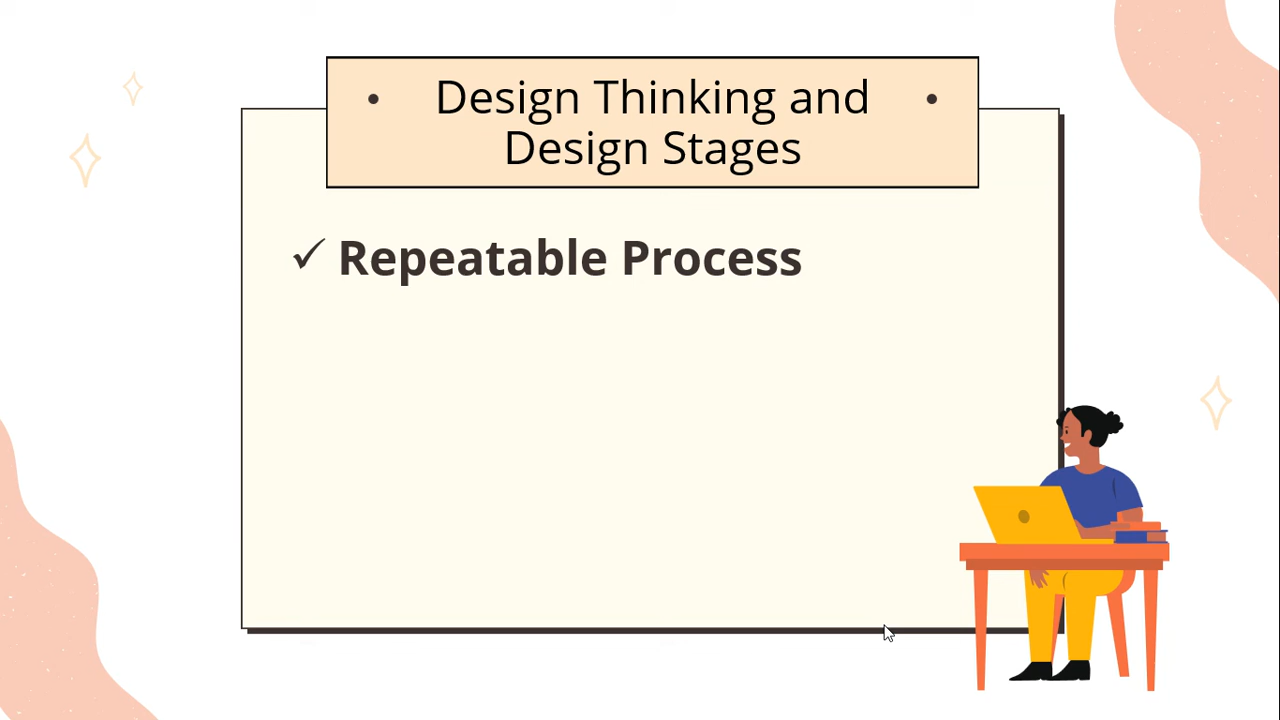 • Design Thinking and •
Design Stages
✓ Repeatable Process